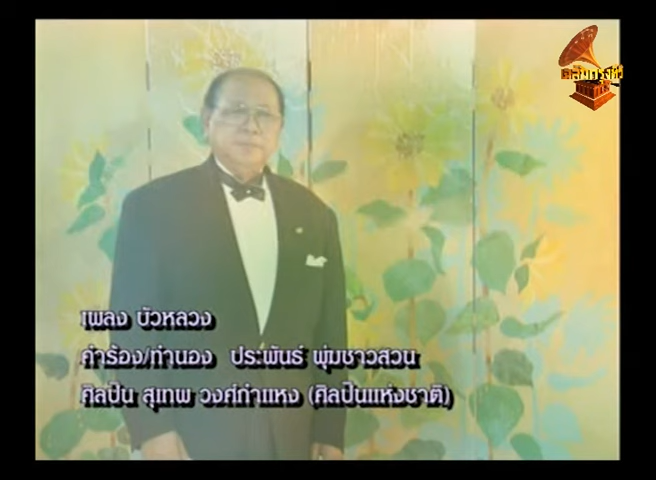 เพลง บัวหลวง
คำร้อง/ทำนอง ประพันธ์ พุ่มชาวสวน
ศิลปิน สุเทพ วงศ์กำแหง (ศิลปินแห่งชาติ)